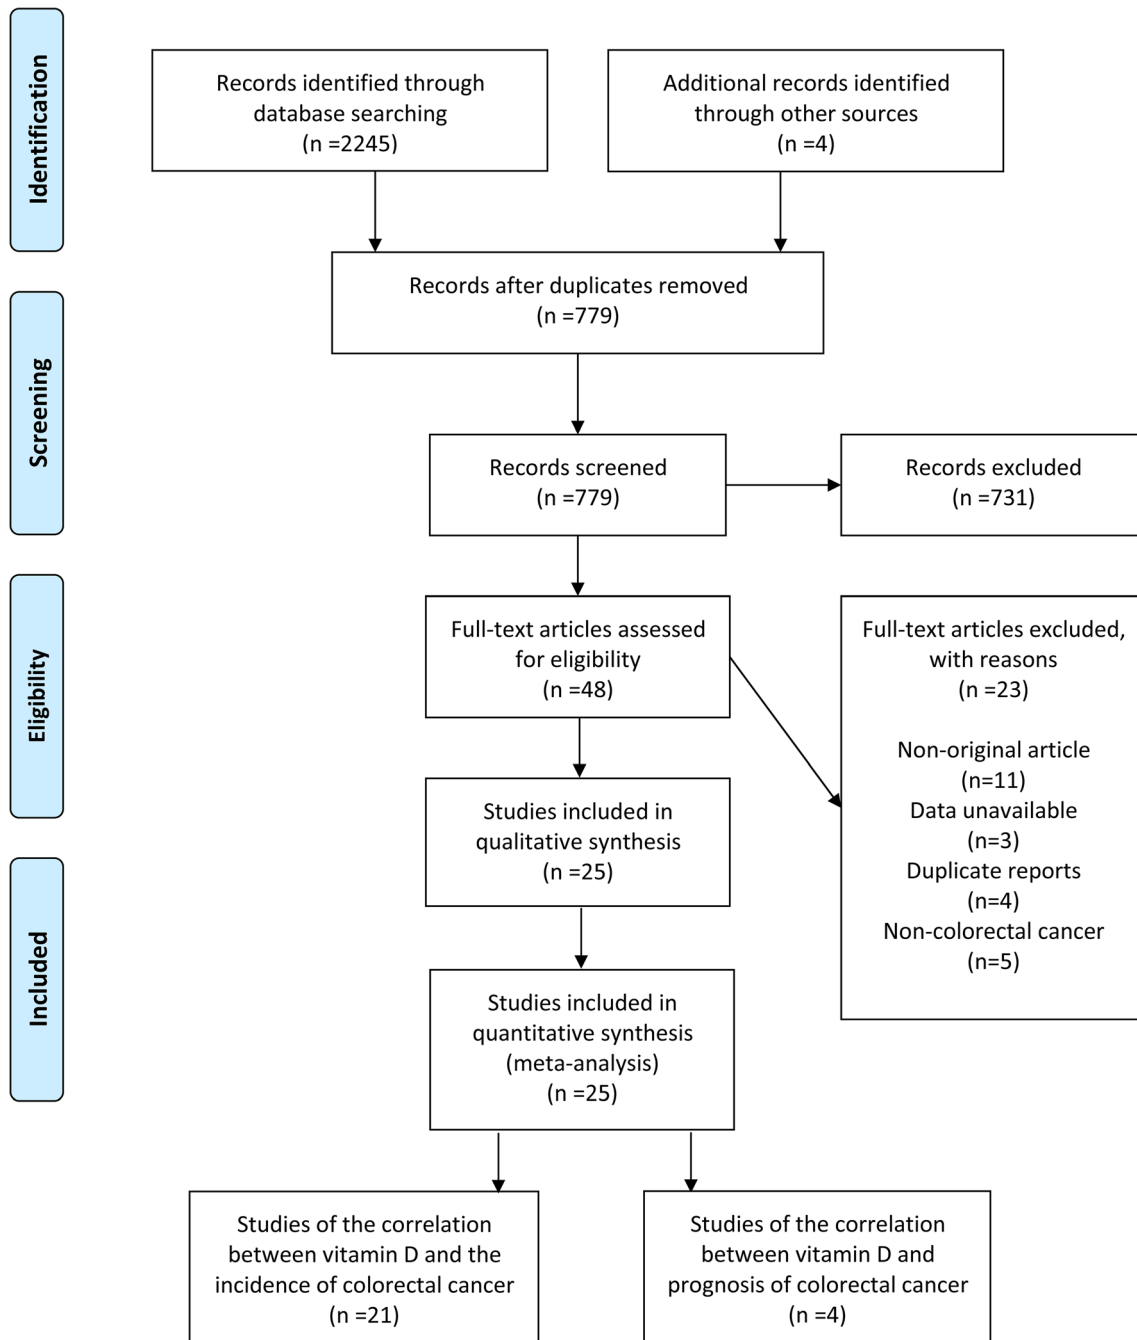 Identification
Records identified through
database searching
(n =2245)
Additional records identified
through other sources
(n =4)
Records after duplicates removed
(n =779)
Screening
Records screened
(n =779)
Records excluded
(n =731)
Eligibility
Full-text articles assessed
for eligibility
(n =48)
Full-text articles excluded,
with reasons
(n =23)
Non-original article
(n=11)
Data unavailable
(n=3)
Duplicate reports
(n=4)
Non-colorectal cancer
(n=5)
Studies included in
qualitative synthesis
(n =25)
Included
Studies included in
quantitative synthesis
(meta-analysis)
(n =25)
Studies of the correlation
between vitamin D and the
incidence of colorectal cancer
(n =21)
Studies of the correlation
between vitamin D and
prognosis of colorectal cancer
(n =4)